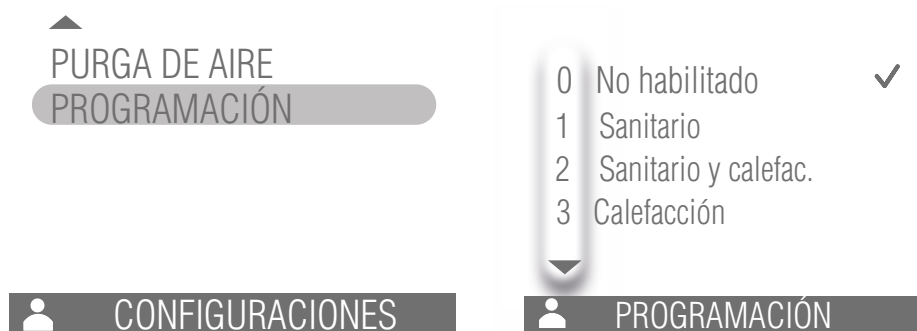 PURGA DE AIRE
PROGRAMACIÓN
CONFIGURACIONES
0 No habilitado
1 Sanitario
2 Sanitario y calefac.
3 Calefacción
PROGRAMACIÓN